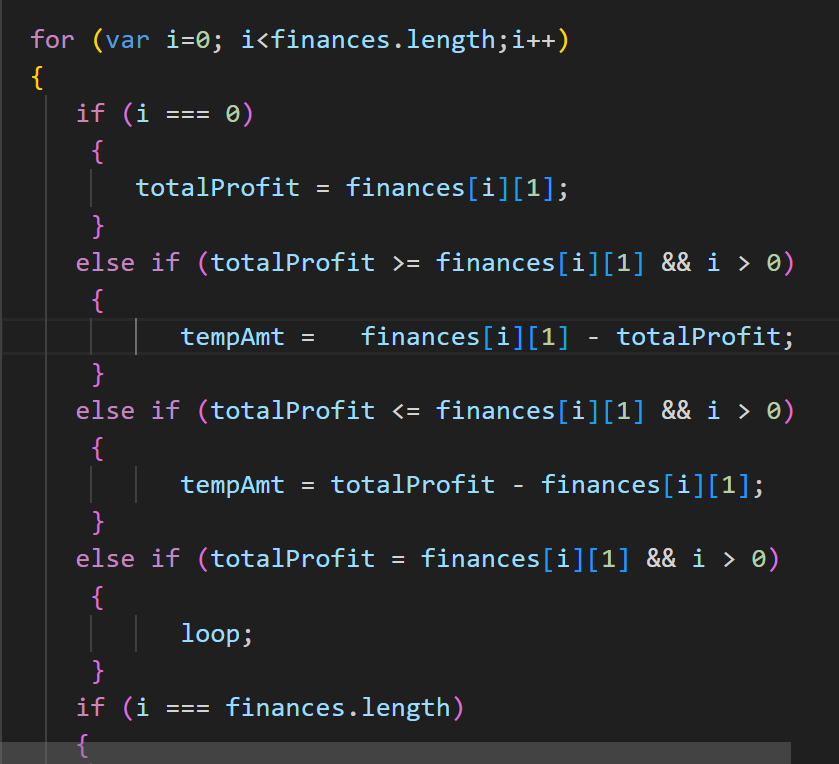 for (var i=0; i<finances.length;i++)
{
if (i === 0)
{
totalProfit = finances[i][1];
}
else if (totalProfit >= finances[i][1] && i > 0)
{
tempAmt =   finances[i][1] - totalProfit;
}
else if (totalProfit <= finances[i][1] && i > 0)
{
tempAmt = totalProfit - finances[i][1];
}
else if (totalProfit = finances[i][1] && i > 0)
{
loop;
}
if (i === finances.length)
{